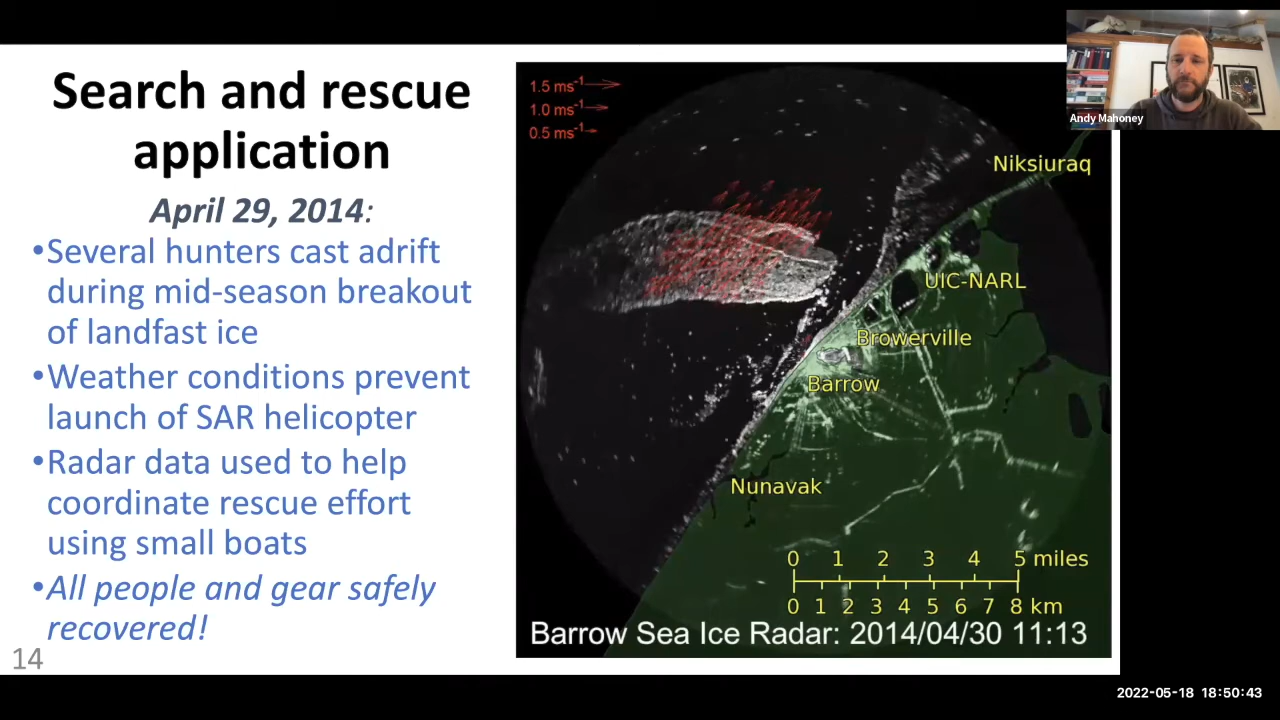 Search and rescue
application
April 29, 2014:
•Several hunters cast adrift
during mid-season breakout
of landfast ice
•Weather conditions prevent
launch of SAR helicopter
•Radar data used to help
coordinate rescue effort
using small boats
•All people and gear safely
recovered!
14
1.5 ms-1
1.0 ms-1
0.5 ms-1
Niksiuraq
UIC-NARL
Browerville
Barrow
Nunavak
0 1 2 3 4 5 miles
0 1 2 3 4 5 6 7 8 km
Barrow Sea Ice Radar: 2014/04/30 11:13
Andy Mahoney
2022-05-18 18:50:43